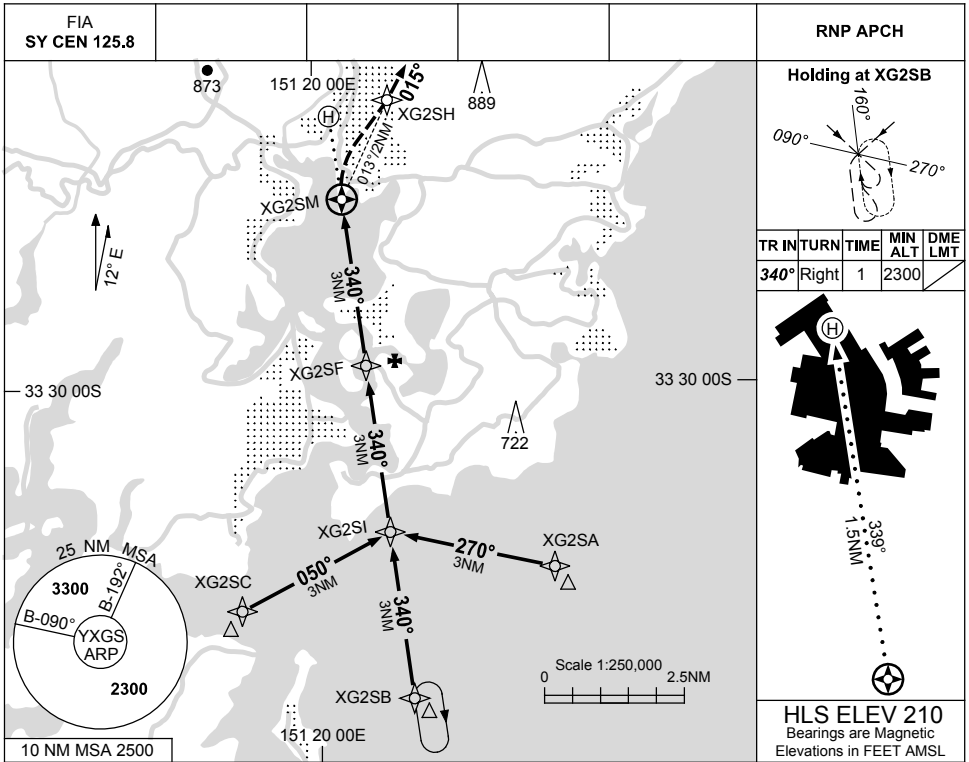 FIA
SY CEN 125.8
RNP APCH
873
151 20 00E
015°
889
H
XG2SH
013°/2NM
XG2SM
12° E
340°
3NM
XG2SF
33 30 00S
33 30 00S
722
340°
3NM
XG2SI
XG2SA
270°
3NM
XG2SC
050°
3NM
340°
3NM
XG2SB
25 NM MSA
3300
B-192°
B-090°
YXGS
ARP
2300
Scale 1:250,000
0 2.5NM
10 NM MSA 2500
151 20 00E
Holding at XG2SB
160°
090°
270°
TR IN TURN TIME MIN ALT DME LMT
340° Right 1 2300
H
339°
1.5NM
HLS ELEV 210
Bearings are Magnetic
Elevations in FEET AMSL